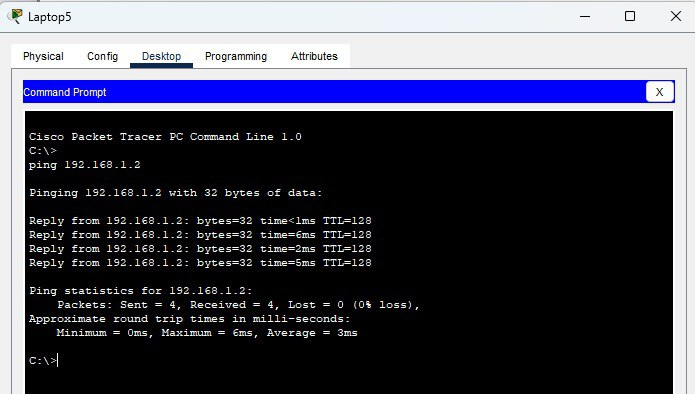 Laptop5
Physical Config Desktop Programming Attributes
Command Prompt
X
Cisco Packet Tracer PC Command Line 1.0
C:\>
ping 192.168.1.2
Pinging 192.168.1.2 with 32 bytes of data:
Reply from 192.168.1.2: bytes=32 time<1ms TTL=128
Reply from 192.168.1.2: bytes=32 time=6ms TTL=128
Reply from 192.168.1.2: bytes=32 time=2ms TTL=128
Reply from 192.168.1.2: bytes=32 time=5ms TTL=128
Ping statistics for 192.168.1.2:
Packets: Sent = 4, Received = 4, Lost = 0 (0% loss),
Approximate round trip times in milli-seconds:
Minimum = 0ms, Maximum = 6ms, Average = 3ms
C:\>